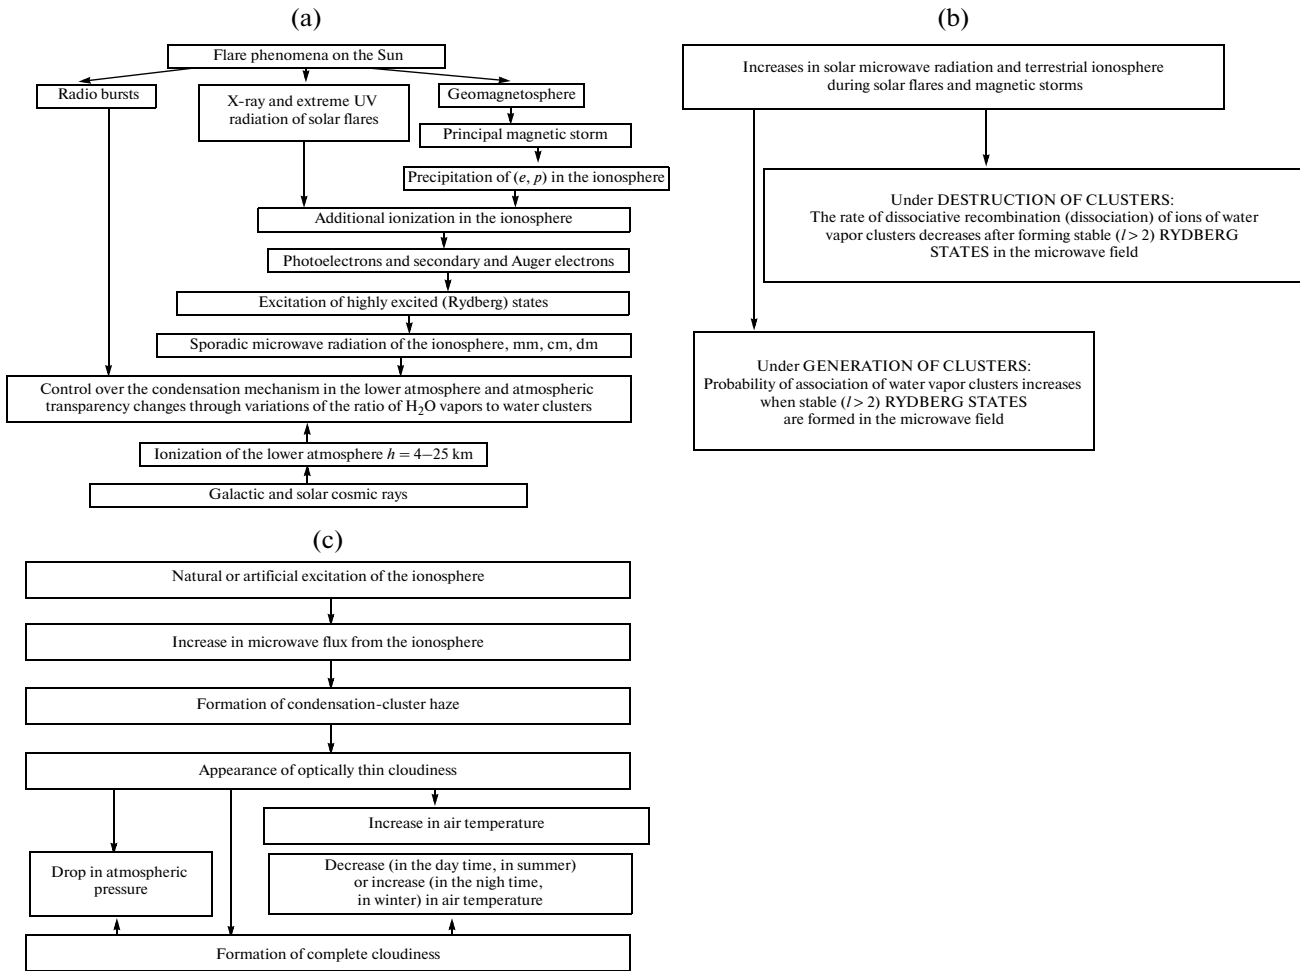 (a)
Flare phenomena on the Sun
Radio bursts
X-ray and extreme UV
radiation of solar flares
Geomagnetosphere
Principal magnetic storm
Precipitation of (e, p) in the ionosphere
Additional ionization in the ionosphere
Photoelectrons and secondary and Auger electrons
Excitation of highly excited (Rydberg) states
Sporadic microwave radiation of the ionosphere, mm, cm, dm
Control over the condensation mechanism in the lower atmosphere and atmospheric
transparency changes through variations of the ratio of H₂O vapors to water clusters
Ionization of the lower atmosphere h = 4–25 km
Galactic and solar cosmic rays
(b)
Increases in solar microwave radiation and terrestrial ionosphere
during solar flares and magnetic storms
Under DESTRUCTION OF CLUSTERS:
The rate of dissociative recombination (dissociation) of ions of water
vapor clusters decreases after forming stable (l > 2) RYDBERG
STATES in the microwave field
Under GENERATION OF CLUSTERS:
Probability of association of water vapor clusters increases
when stable (l > 2) RYDBERG STATES
are formed in the microwave field
(c)
Natural or artificial excitation of the ionosphere
Increase in microwave flux from the ionosphere
Formation of condensation-cluster haze
Appearance of optically thin cloudiness
Increase in air temperature
Drop in atmospheric
pressure
Decrease (in the day time, in summer)
or increase (in the nigh time,
in winter) in air temperature
Formation of complete cloudiness